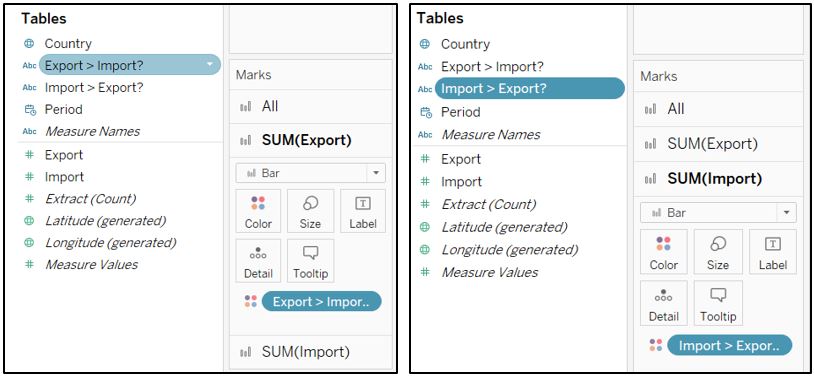 Tables
Country
Abc Export > Import?
Abc Import > Export?
Period
Abc Measure Names
# Export
# Import
# Extract (Count)
Latitude (generated)
Longitude (generated)
# Measure Values
Marks
All
SUM(Export)
Bar
Color Size Label
Detail Tooltip
Export > Impor..
SUM(Import)
Tables
Country
Abc Export > Import?
Abc Import > Export?
Period
Abc Measure Names
# Export
# Import
# Extract (Count)
Latitude (generated)
Longitude (generated)
# Measure Values
Marks
All
SUM(Export)
SUM(Import)
Bar
Color Size Label
Detail Tooltip
Import > Expor..